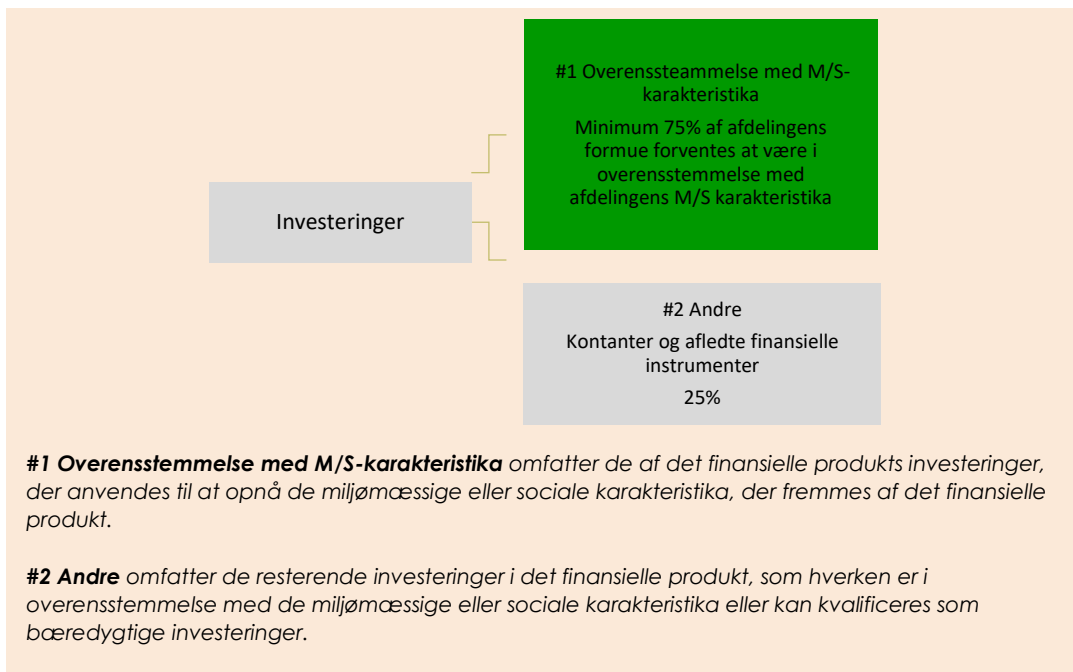 #1 Overenssteammelse med M/S-
karakteristika
Minimum 75% af afdelingens
formue forventes at være i
overensstemmelse med
afdelingens M/S karakteristika
Investeringer
#2 Andre
Kontanter og afledte finansielle
instrumenter
25%
#1 Overensstemmelse med M/S-karakteristika omfatter de af det finansielle produkts investeringer,
der anvendes til at opnå de miljømæssige eller sociale karakteristika, der fremmes af det finansielle
produkt.
#2 Andre omfatter de resterende investeringer i det finansielle produkt, som hverken er i
overensstemmelse med de miljømæssige eller sociale karakteristika eller kan kvalificeres som
bæredygtige investeringer.